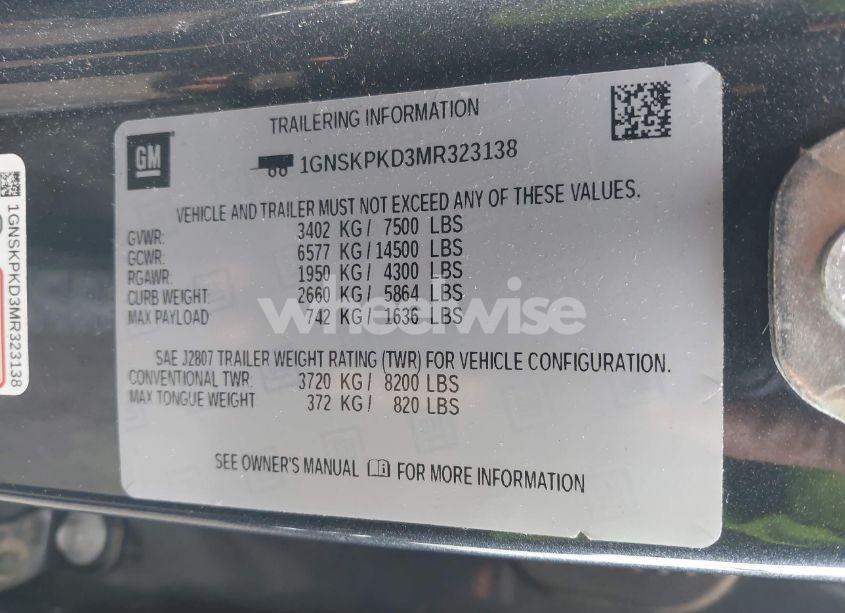 TRAILERING INFORMATION
GM
1GNSKPKD3MR323138
VEHICLE AND TRAILER MUST NOT EXCEED ANY OF THESE VALUES.
GVWR: 3402 KG/ 7500 LBS
GCWR: 6577 KG/14500 LBS
RGAWR: 1950 KG/ 4300 LBS
CURB WEIGHT: 2660 KG/ 5864 LBS
MAX PAYLOAD 742 KG/ 1636 LBS
wheelwise
SAE J2807 TRAILER WEIGHT RATING (TWR) FOR VEHICLE CONFIGURATION.
CONVENTIONAL TWR: 3720 KG/ 8200 LBS
MAX TONGUE WEIGHT 372 KG/ 820 LBS
SEE OWNER'S MANUAL FOR MORE INFORMATION
1GNSKPKD3MR323138